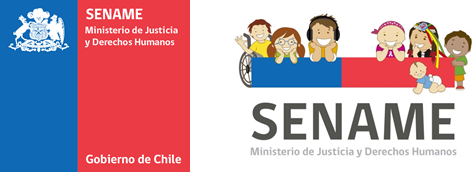 SENAME
Ministerio de Justicia
y Derechos Humanos
Gobierno de Chile
SENAME
Ministerio de Justicia y Derechos Humanos